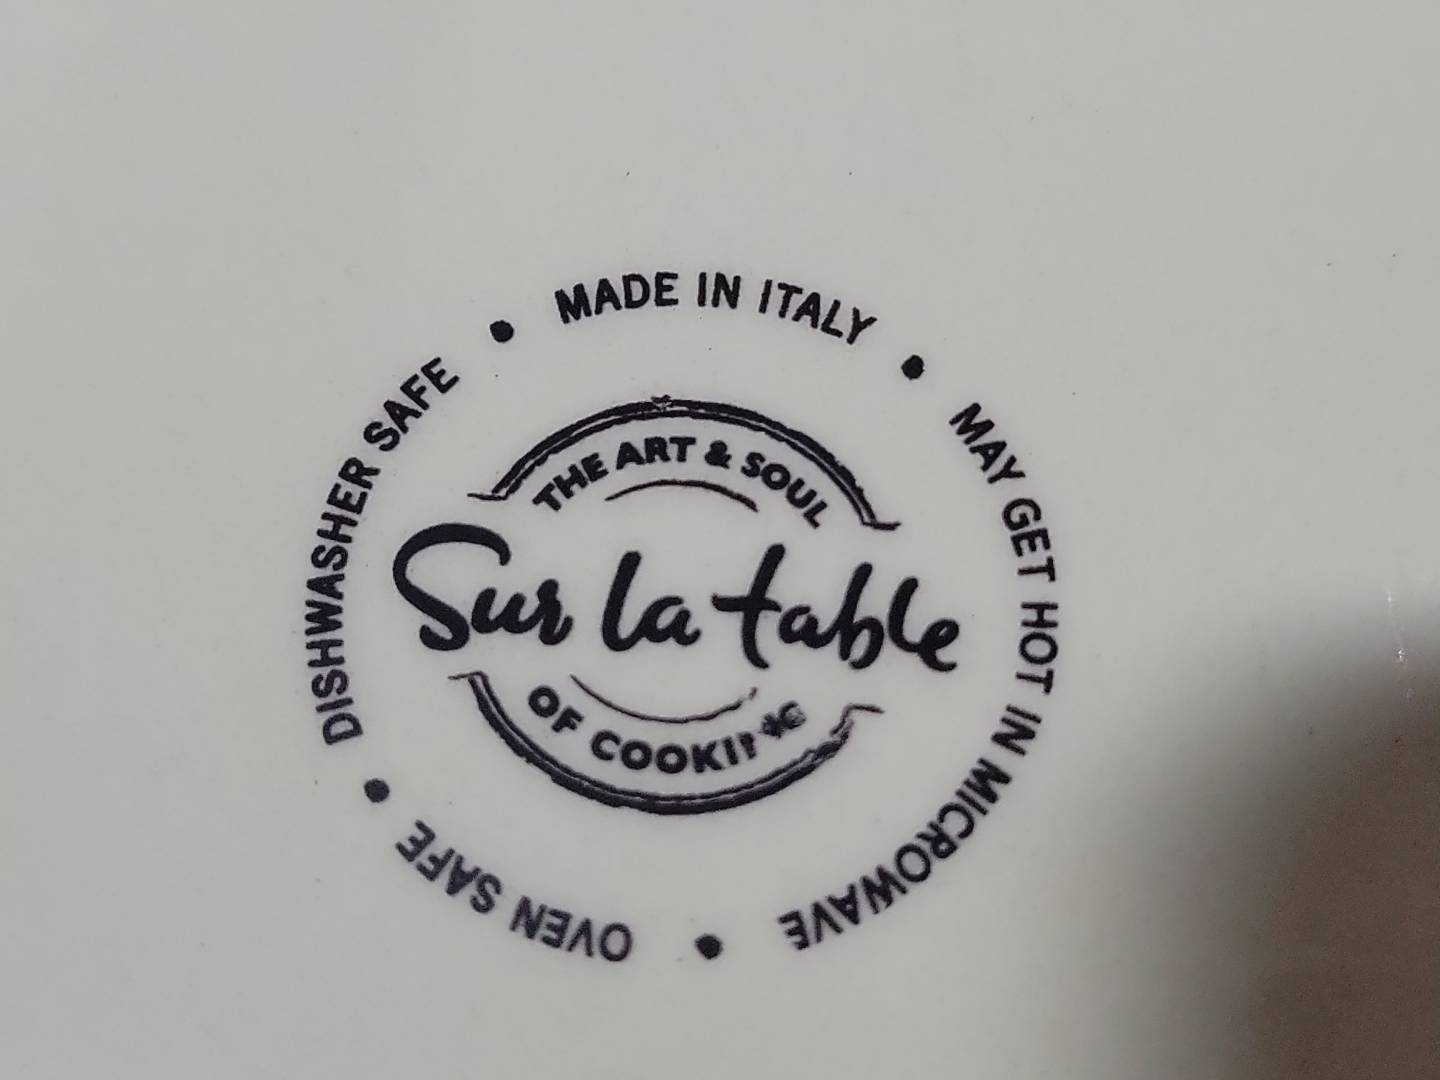 MADE IN ITALY • MAY GET HOT IN MICROWAVE • OVEN SAFE • DISHWASHER SAFE •
THE ART & SOUL
Sur la table
OF COOKING